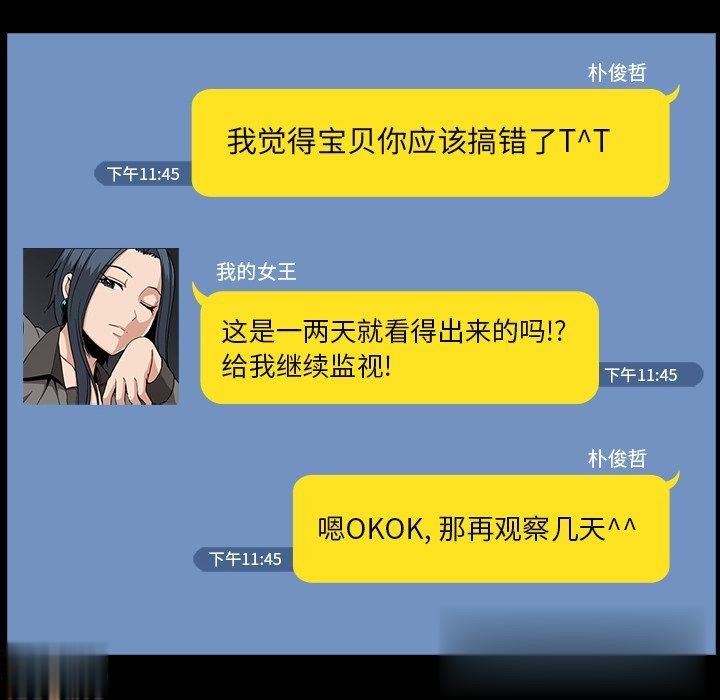 朴俊哲
我觉得宝贝你应该搞错了T^T
下午11:45
我的女王
这是一两天就看得出来的吗!?
给我继续监视!
下午11:45
朴俊哲
嗯OKOK, 那再观察几天^^
下午11:45